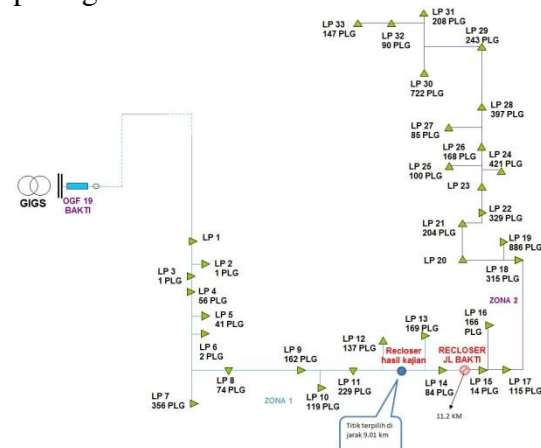 LP 33
147 PLG
LP 32
90 PLG
LP 31
208 PLG
LP 29
243 PLG
LP 30
722 PLG
LP 28
397 PLG
LP 27
85 PLG
LP 26
168 PLG
LP 24
421 PLG
LP 25
100 PLG
LP 23
LP 22
329 PLG
LP 21
204 PLG
LP 19
886 PLG
LP 20
LP 18
315 PLG
GIGS
OGF 19
BAKTI
LP 1
LP 2
1 PLG
LP 3
1 PLG
LP 4
56 PLG
LP 5
41 PLG
LP 6
2 PLG
LP 7
356 PLG
LP 8
74 PLG
LP 9
162 PLG
LP 10
119 PLG
ZONA 1
LP 11
229 PLG
LP 12
137 PLG
Recloser
hasil kajian
LP 13
169 PLG
LP 14
84 PLG
RECLOSER
JL BAKTI
LP 16
166
PLG
ZONA 2
LP 15
14 PLG
LP 17
115 PLG
11.2 KM
Titik terpilih di
jarak 9.01 km